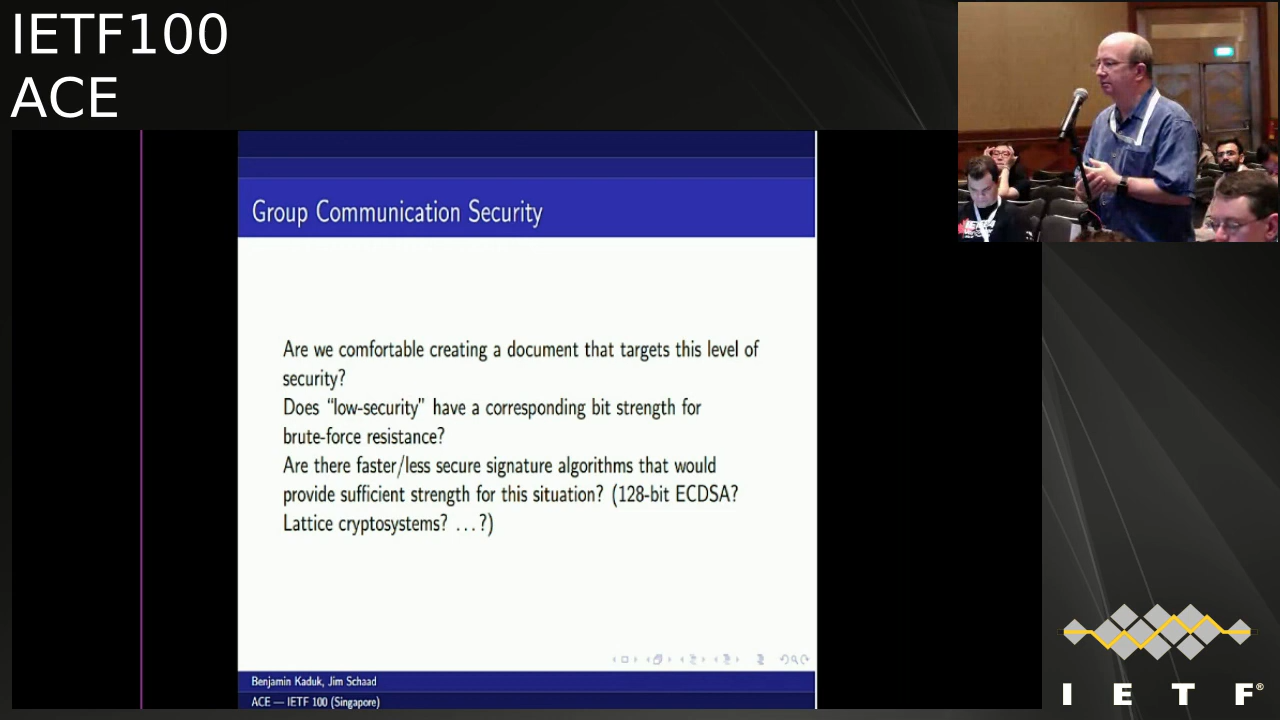 IETF100
ACE
Group Communication Security
Are we comfortable creating a document that targets this level of
security?
Does “low-security” have a corresponding bit strength for
brute-force resistance?
Are there faster/less secure signature algorithms that would
provide sufficient strength for this situation? (128-bit ECDSA?
Lattice cryptosystems? …?)
Benjamin Kaduk, Jim Schaad
ACE — IETF 100 (Singapore)
I E T F®